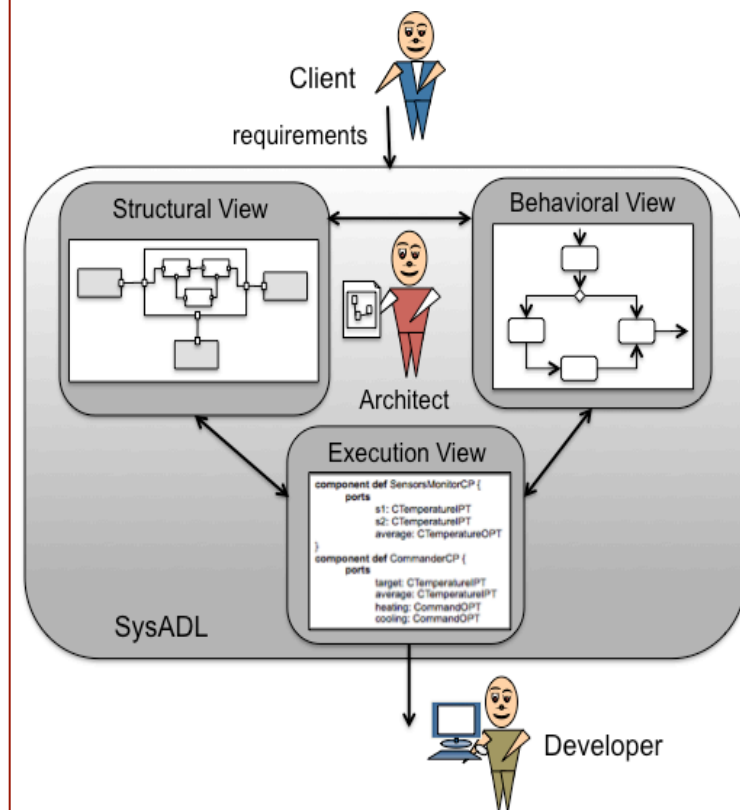 Client
requirements
Structural View
Behavioral View
Architect
Execution View
component def SensorsMonitorCP {
ports
s1: CTemperatureIPT
s2: CTemperatureIPT
average: CTemperatureOPT
}
component def CommanderCP {
ports
target: CTemperatureIPT
average: CTemperatureIPT
heating: CommandOPT
cooling: CommandOPT
SysADL
Developer